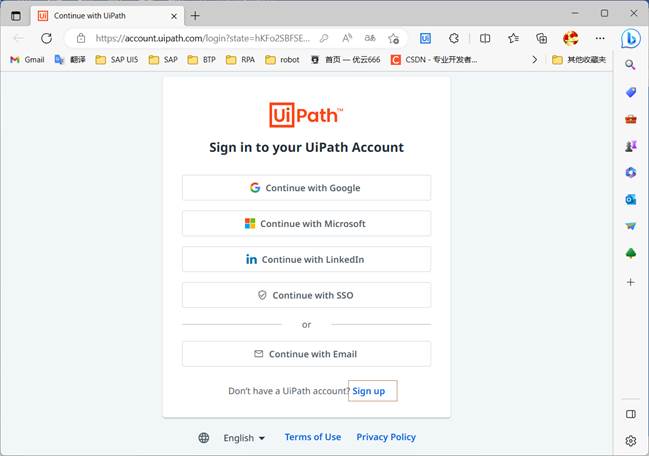 Continue with UiPath
https://account.uipath.com/login?state=hKFo2SBFSE...
Gmail 翻译 SAP UIS SAP BTP RPA robot 首页 — 优云666 CSDN - 专业开发者... 其他收藏夹
UiPath™
Sign in to your UiPath Account
Continue with Google
Continue with Microsoft
Continue with LinkedIn
Continue with SSO
or
Continue with Email
Don't have a UiPath account? Sign up
English Terms of Use Privacy Policy